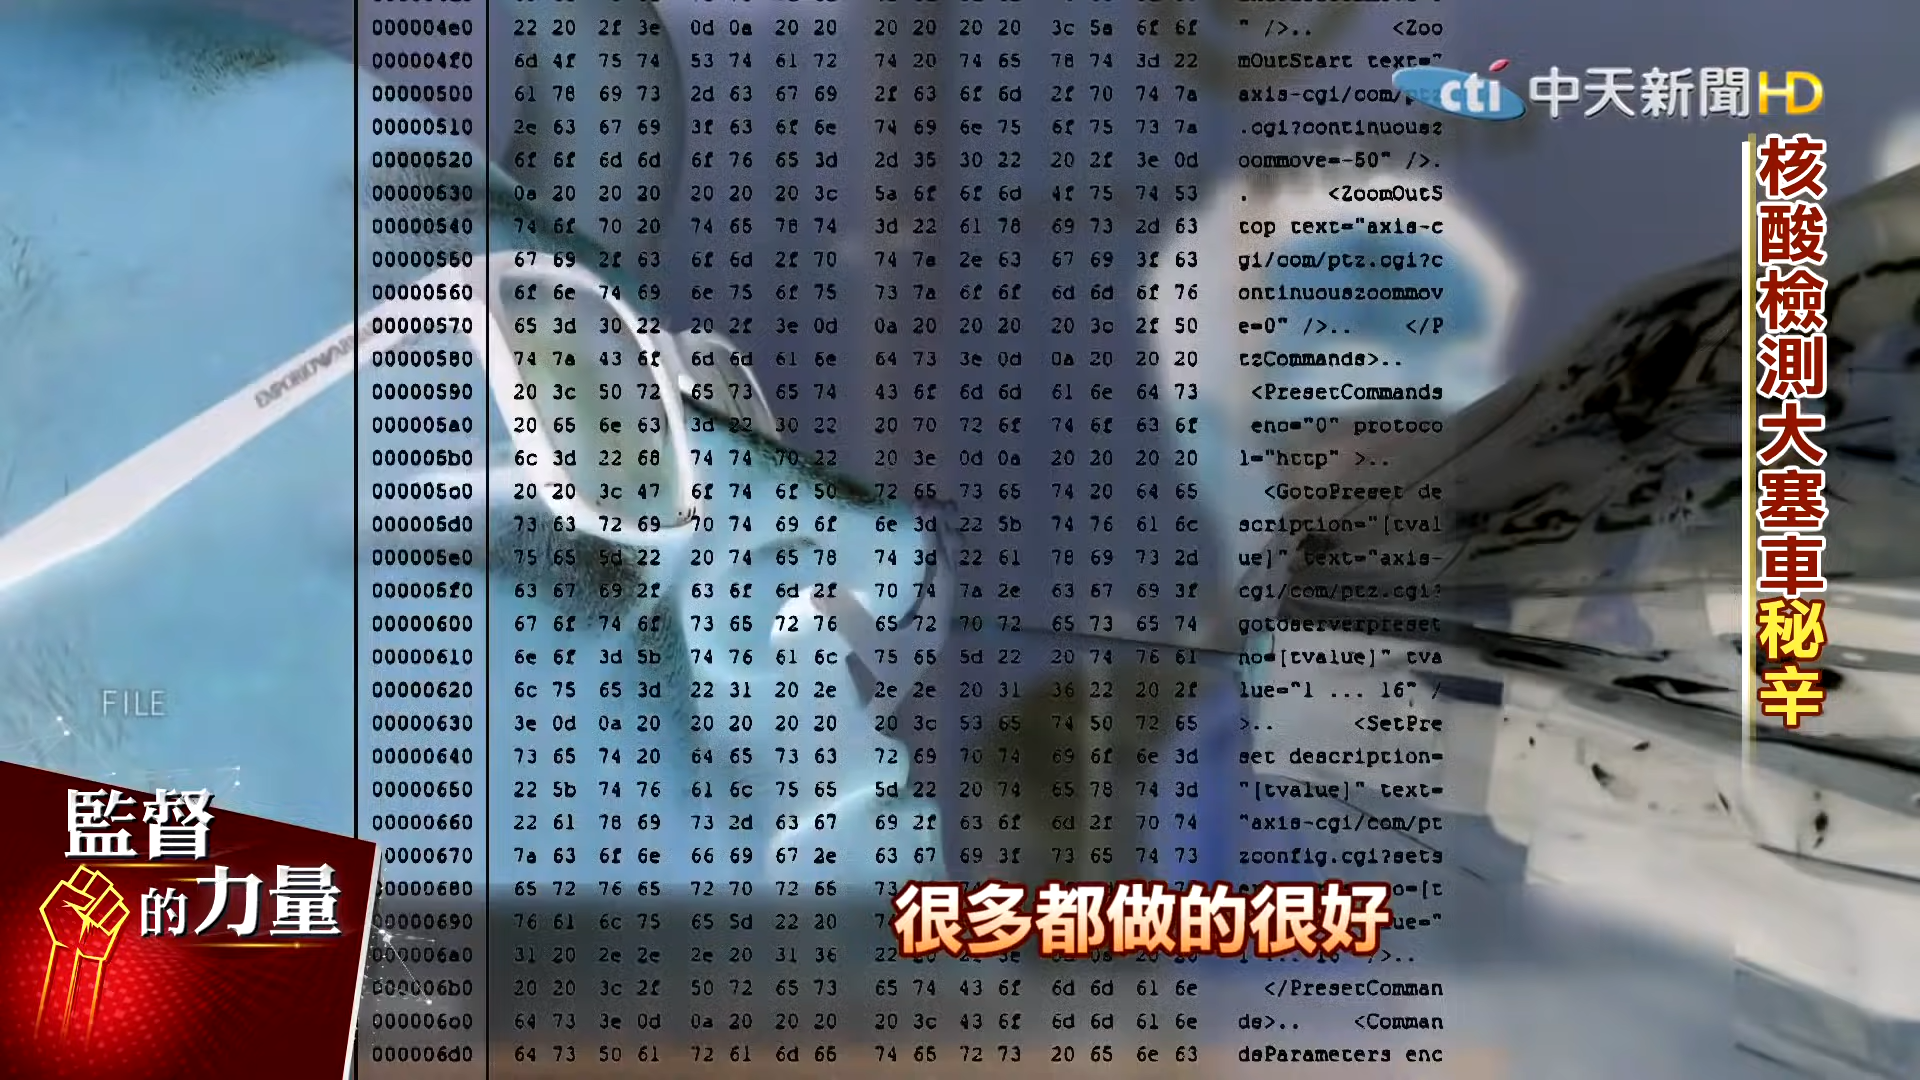 000004e0 22 20 2f 3e 0d 0a 20 20 20 20 20 20 3c 5a 6f 6f " />.. <Zoo
000004f0 6d 4f 75 74 53 74 61 72 74 20 74 65 78 74 3d 22 mOutStart text="
00000500 61 78 69 73 2d 63 67 69 2f 63 6f 6d 2f 70 74 7a axis-cgi/com/ptz
00000510 2e 63 67 69 3f 63 6f 6e 74 69 6e 75 6f 75 73 7a .cgi?continuousz
00000520 6f 6f 6d 6d 6f 76 65 3d 2d 35 30 22 20 2f 3e 0d oommove=-50" />.
00000530 0a 20 20 20 20 20 20 3c 5a 6f 6f 6d 4f 75 74 53 . <ZoomOutS
00000540 74 6f 70 20 74 65 78 74 3d 22 61 78 69 73 2d 63 top text="axis-c
00000550 67 69 2f 63 6f 6d 2f 70 74 7a 2e 63 67 69 3f 63 gi/com/ptz.cgi?c
00000560 6f 6e 74 69 6e 75 6f 75 73 7a 6f 6f 6d 6d 6f 76 ontinuouszoommov
00000570 65 3d 30 22 20 2f 3e 0d 0a 20 20 20 20 3c 2f 50 e=0" />.. </P
00000580 74 7a 43 6f 6d 6d 61 6e 64 73 3e 0d 0a 20 20 20 tzCommands>..
00000590 20 3c 50 72 65 73 65 74 43 6f 6d 6d 61 6e 64 73 <PresetCommands
000005a0 20 65 6e 63 3d 22 30 22 20 70 72 6f 74 6f 63 6f enc="0" protoco
000005b0 6c 3d 22 68 74 74 70 22 20 3e 0d 0a 20 20 20 20 l="http" >..
000005c0 20 20 3c 47 6f 74 6f 50 72 65 73 65 74 20 64 65 <GotoPreset de
000005d0 73 63 72 69 70 74 69 6f 6e 3d 22 5b 74 76 61 6c scription="[tval
000005e0 75 65 5d 22 20 74 65 78 74 3d 22 61 78 69 73 2d ue]" text="axis-
000005f0 63 67 69 2f 63 6f 6d 2f 70 74 7a 2e 63 67 69 3f cgi/com/ptz.cgi?
00000600 67 6f 74 6f 73 65 72 76 65 72 70 72 65 73 65 74 gotoserverpreset
00000610 6e 6f 3d 5b 74 76 61 6c 75 65 5d 22 20 74 76 61 no=[tvalue]" tva
00000620 6c 75 65 3d 22 31 20 2e 2e 2e 20 31 36 22 20 2f lue="1 ... 16" /
00000630 3e 0d 0a 20 20 20 20 20 20 3c 53 65 74 50 72 65 >.. <SetPre
00000640 73 65 74 20 64 65 73 63 72 69 70 74 69 6f 6e 3d set description=
00000650 22 5b 74 76 61 6c 75 65 5d 22 20 74 65 78 74 3d "[tvalue]" text=
00000660 22 61 78 69 73 2d 63 67 69 2f 63 6f 6d 2f 70 74 "axis-cgi/com/pt
00000670 7a 63 6f 6e 66 69 67 2e 63 67 69 3f 73 65 74 73 zconfig.cgi?sets
00000680 65 72 76 65 72 70 72 65 73 o=[t
00000690 76 61 6c 75 65 5d 22 20 ue="
000006a0 31 20 2e 2e 2e 20 31 36 22
000006b0 20 20 3c 2f 50 72 65 73 65 74 43 6f 6d 6d 61 6e </PresetComman
000006c0 64 73 3e 0d 0a 20 20 20 20 3c 43 6f 6d 6d 61 6e ds>.. <Comman
000006d0 64 73 50 61 72 61 6d 65 74 65 72 73 20 65 6e 63 dsParameters enc
cti 中天新聞HD
核酸檢測大塞車秘辛
EMPORIO
FILE
監督
的力量
很多都做的很好